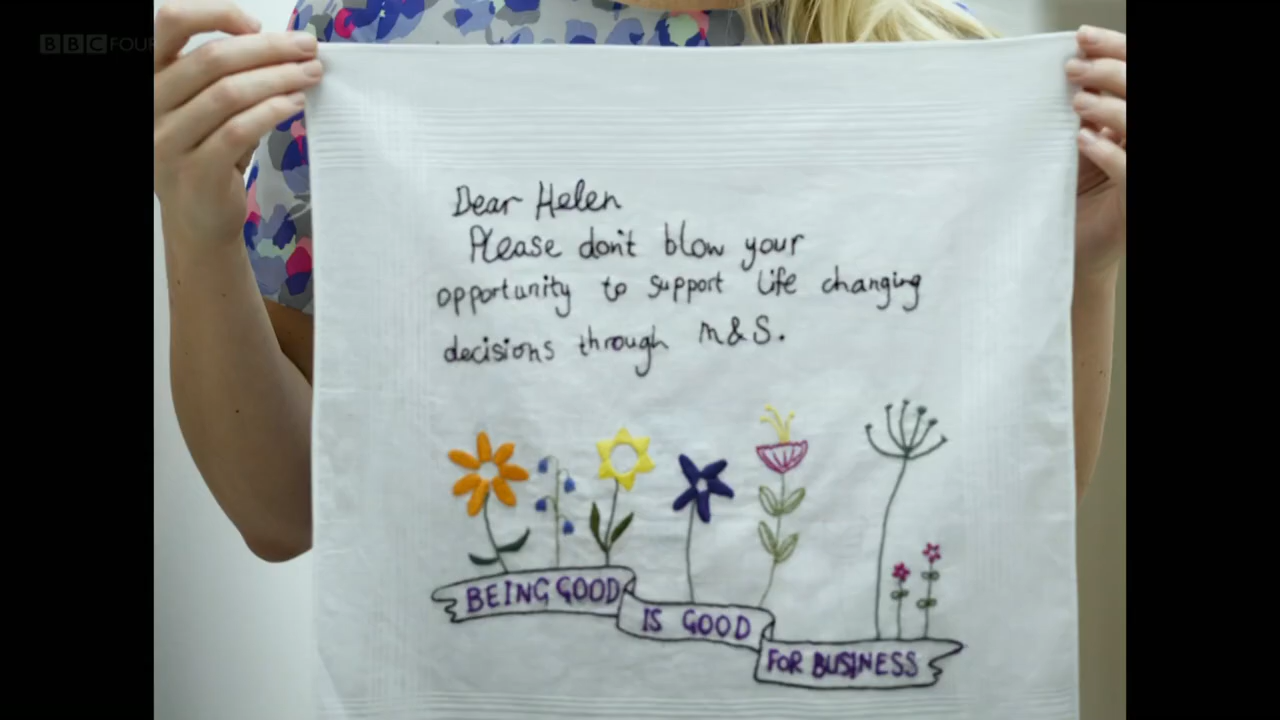 BBC FOUR
Dear Helen
Please don't blow your
opportunity to support life changing
decisions through M&S.
BEING GOOD
IS GOOD
FOR BUSINESS